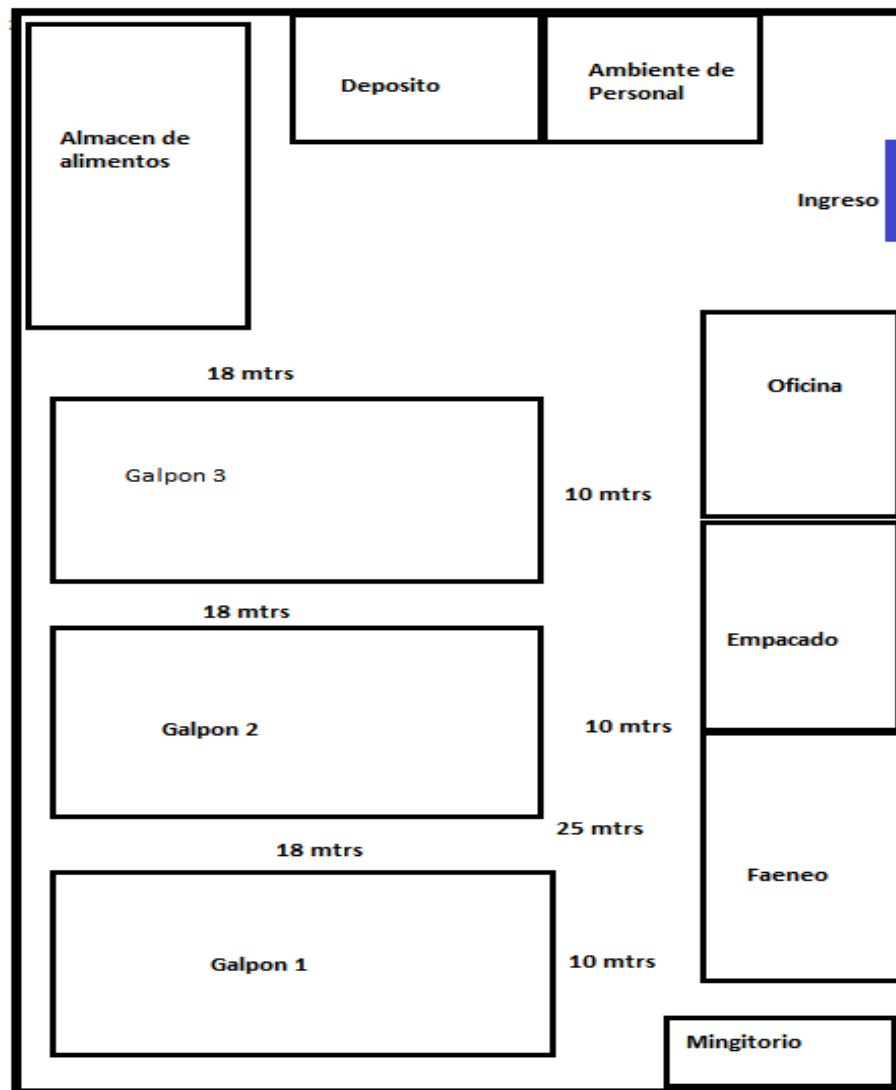 Deposito
Ambiente de
Personal
Almacen de
alimentos
Ingreso
18 mtrs
Oficina
Galpon 3
10 mtrs
18 mtrs
Empacado
Galpon 2
10 mtrs
25 mtrs
18 mtrs
Faeneo
Galpon 1
10 mtrs
Mingitorio